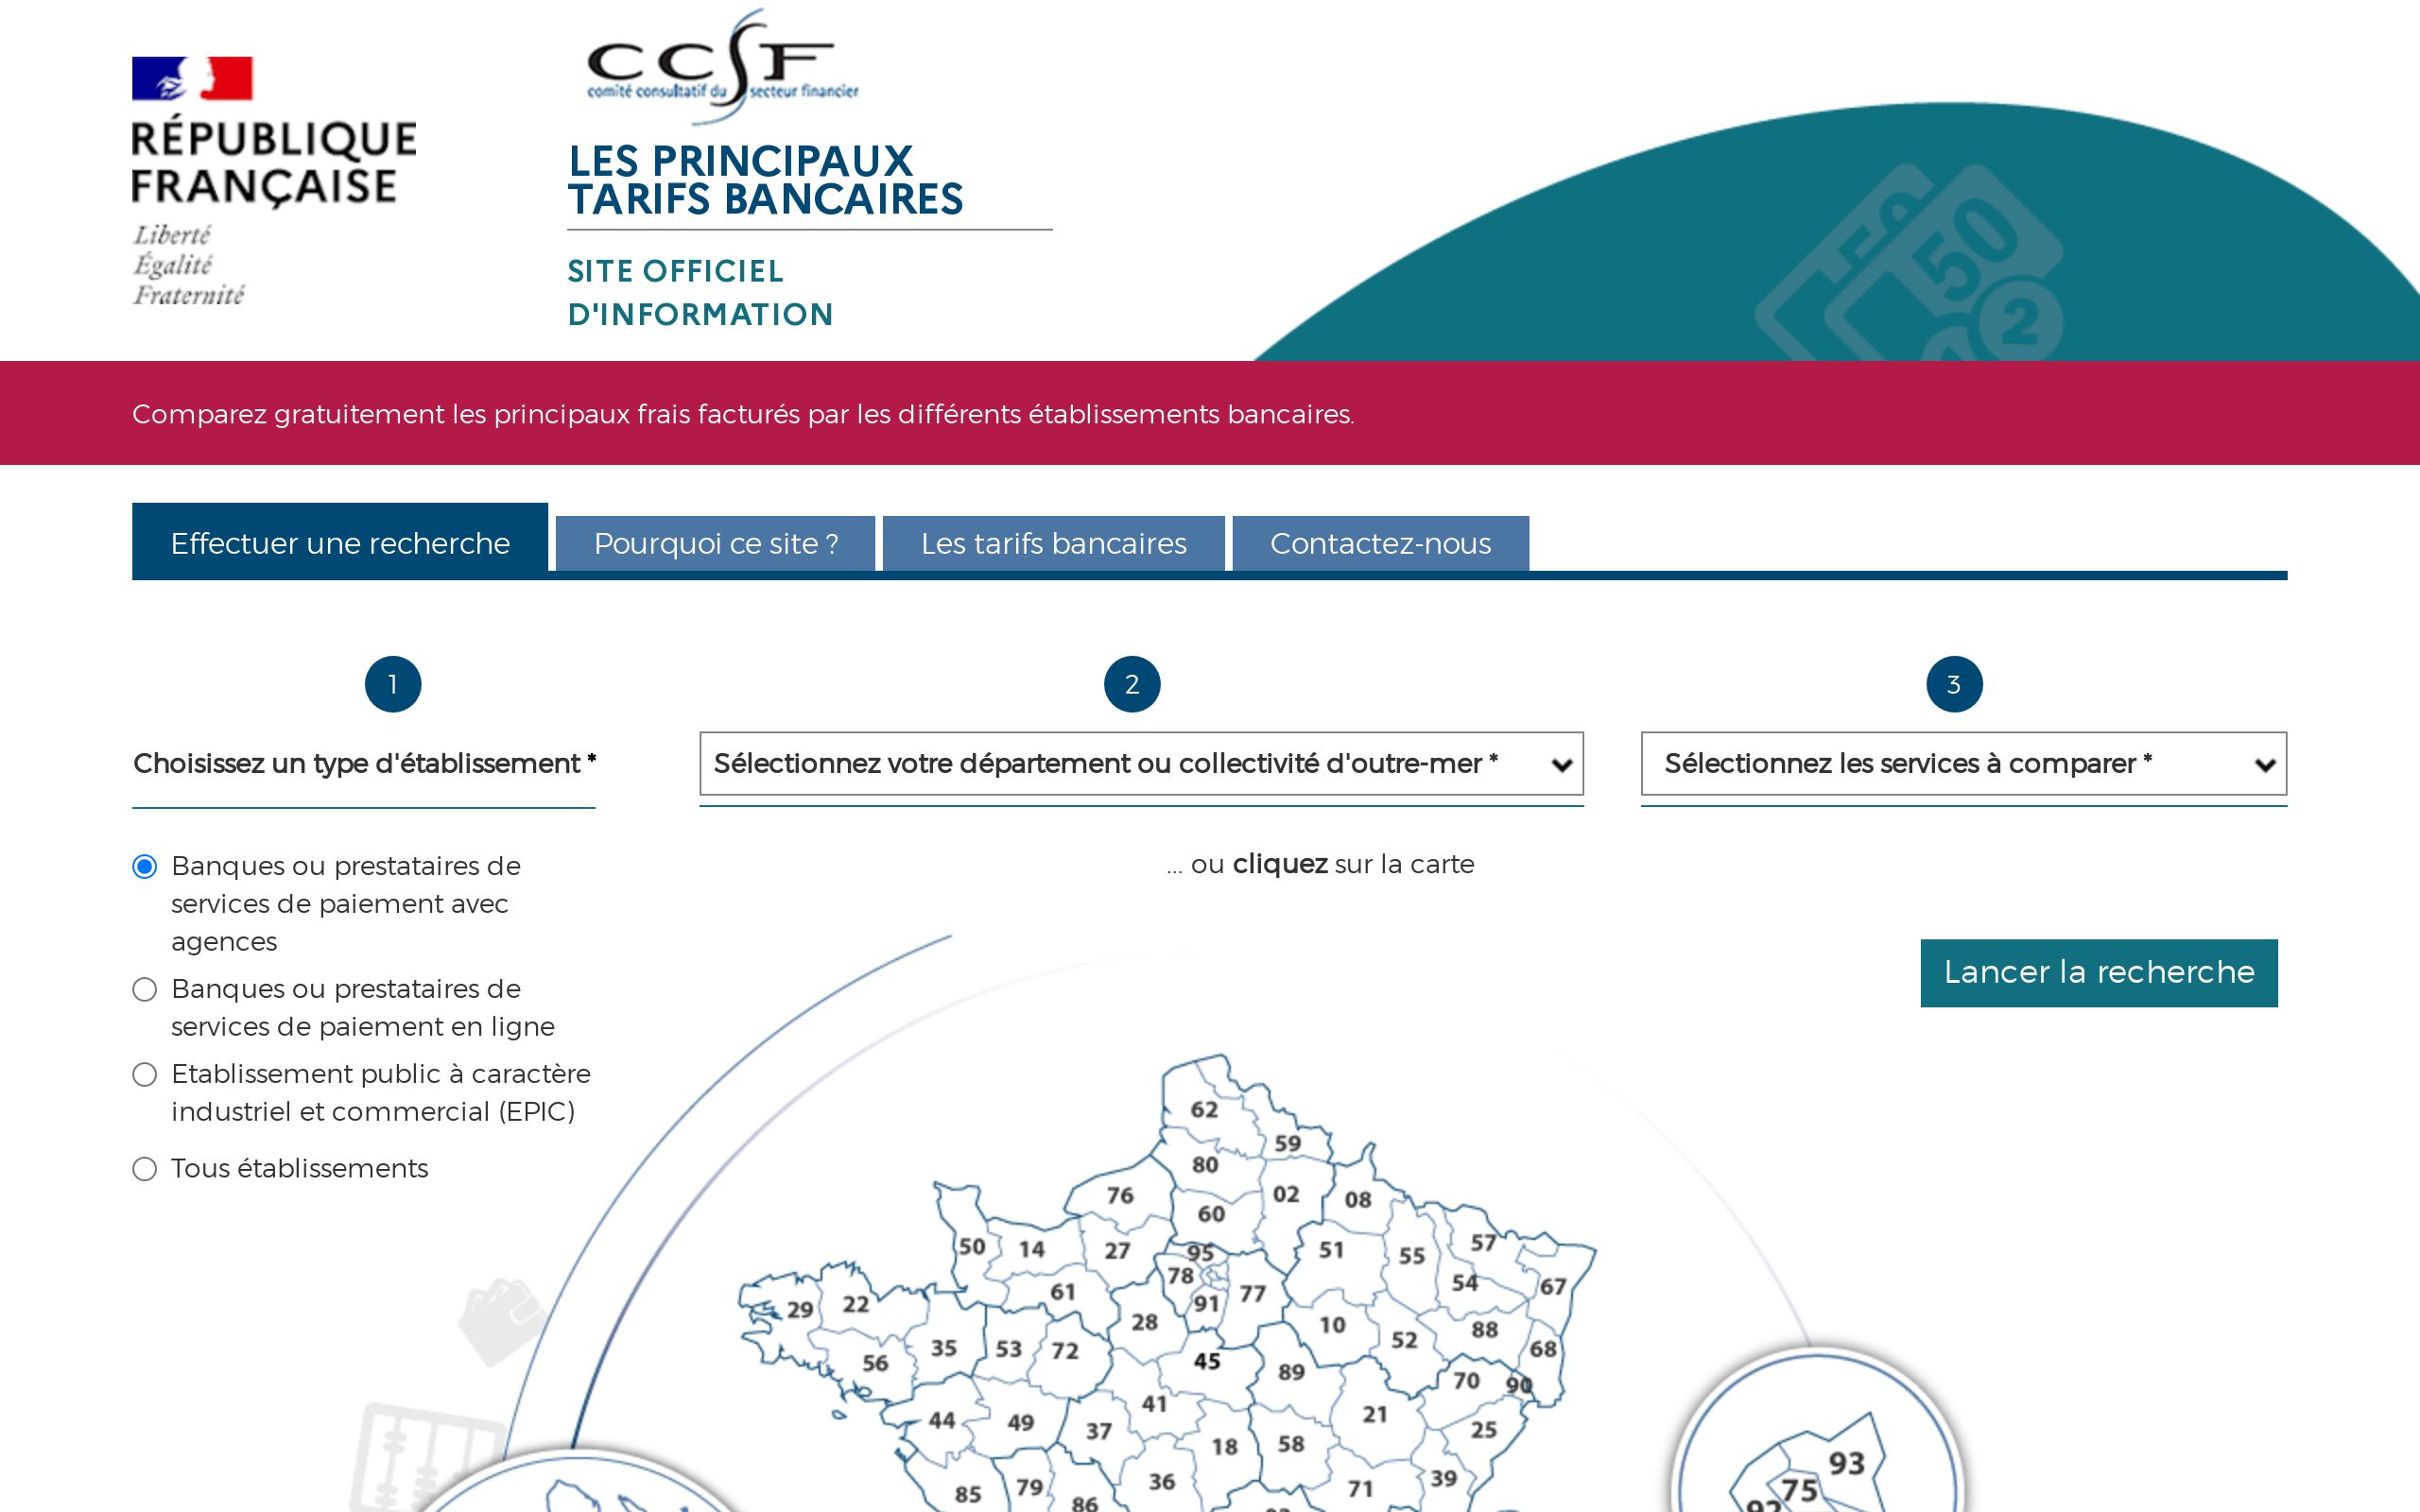 RÉPUBLIQUE
FRANÇAISE
Liberté
Égalité
Fraternité
CCSF
comité consultatif du secteur financier
LES PRINCIPAUX
TARIFS BANCAIRES
SITE OFFICIEL
D'INFORMATION
50
50
2
Comparez gratuitement les principaux frais facturés par les différents établissements bancaires.
Effectuer une recherche
Pourquoi ce site ?
Les tarifs bancaires
Contactez-nous
1
Choisissez un type d'établissement *
Banques ou prestataires de
services de paiement avec
agences
Banques ou prestataires de
services de paiement en ligne
Etablissement public à caractère
industriel et commercial (EPIC)
Tous établissements
2
Sélectionnez votre département ou collectivité d'outre-mer *
... ou cliquez sur la carte
3
Sélectionnez les services à comparer *
Lancer la recherche
62
59
80
76
02
08
60
50
14
27
95
51
55
57
78
77
54
67
61
91
29
22
28
10
52
88
35
53
72
45
68
56
89
70
90
41
21
44
49
37
25
18
58
36
71
39
85
79
86
93
75
92